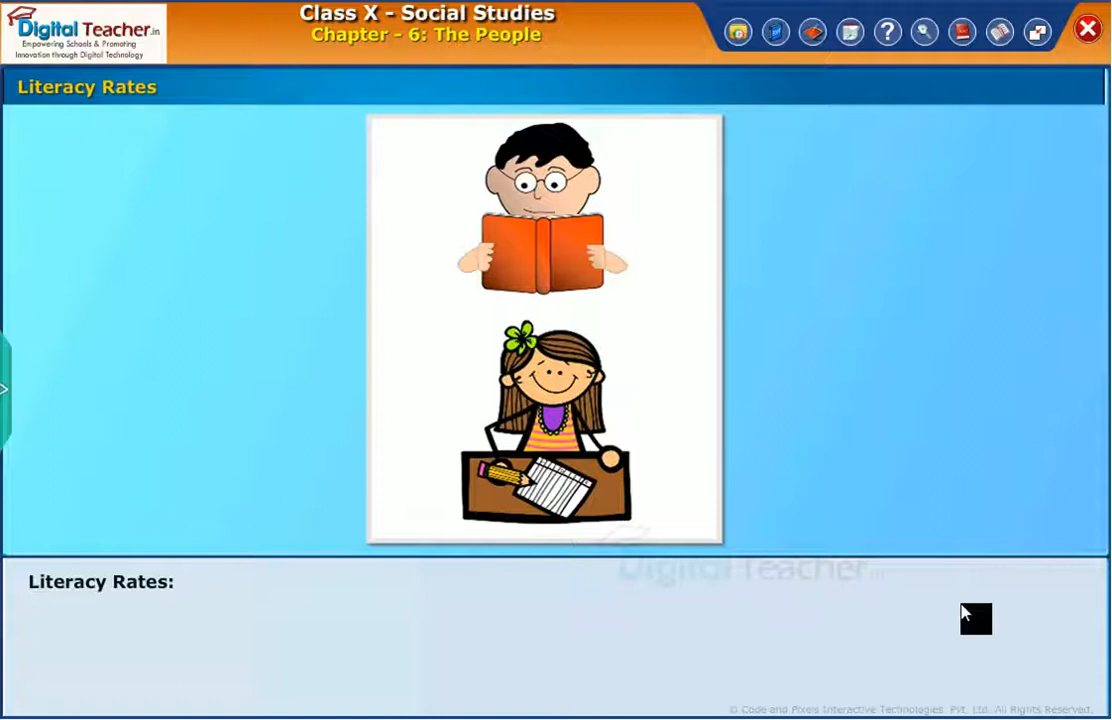 Digital Teacher.in
Empowering Schools & Promoting
Innovation through Digital Technology
Class X - Social Studies
Chapter - 6: The People
?
Literacy Rates
Literacy Rates:
Digital Teacher.in
© Code and Pixels Interactive Technologies Pvt. Ltd. All Rights Reserved.